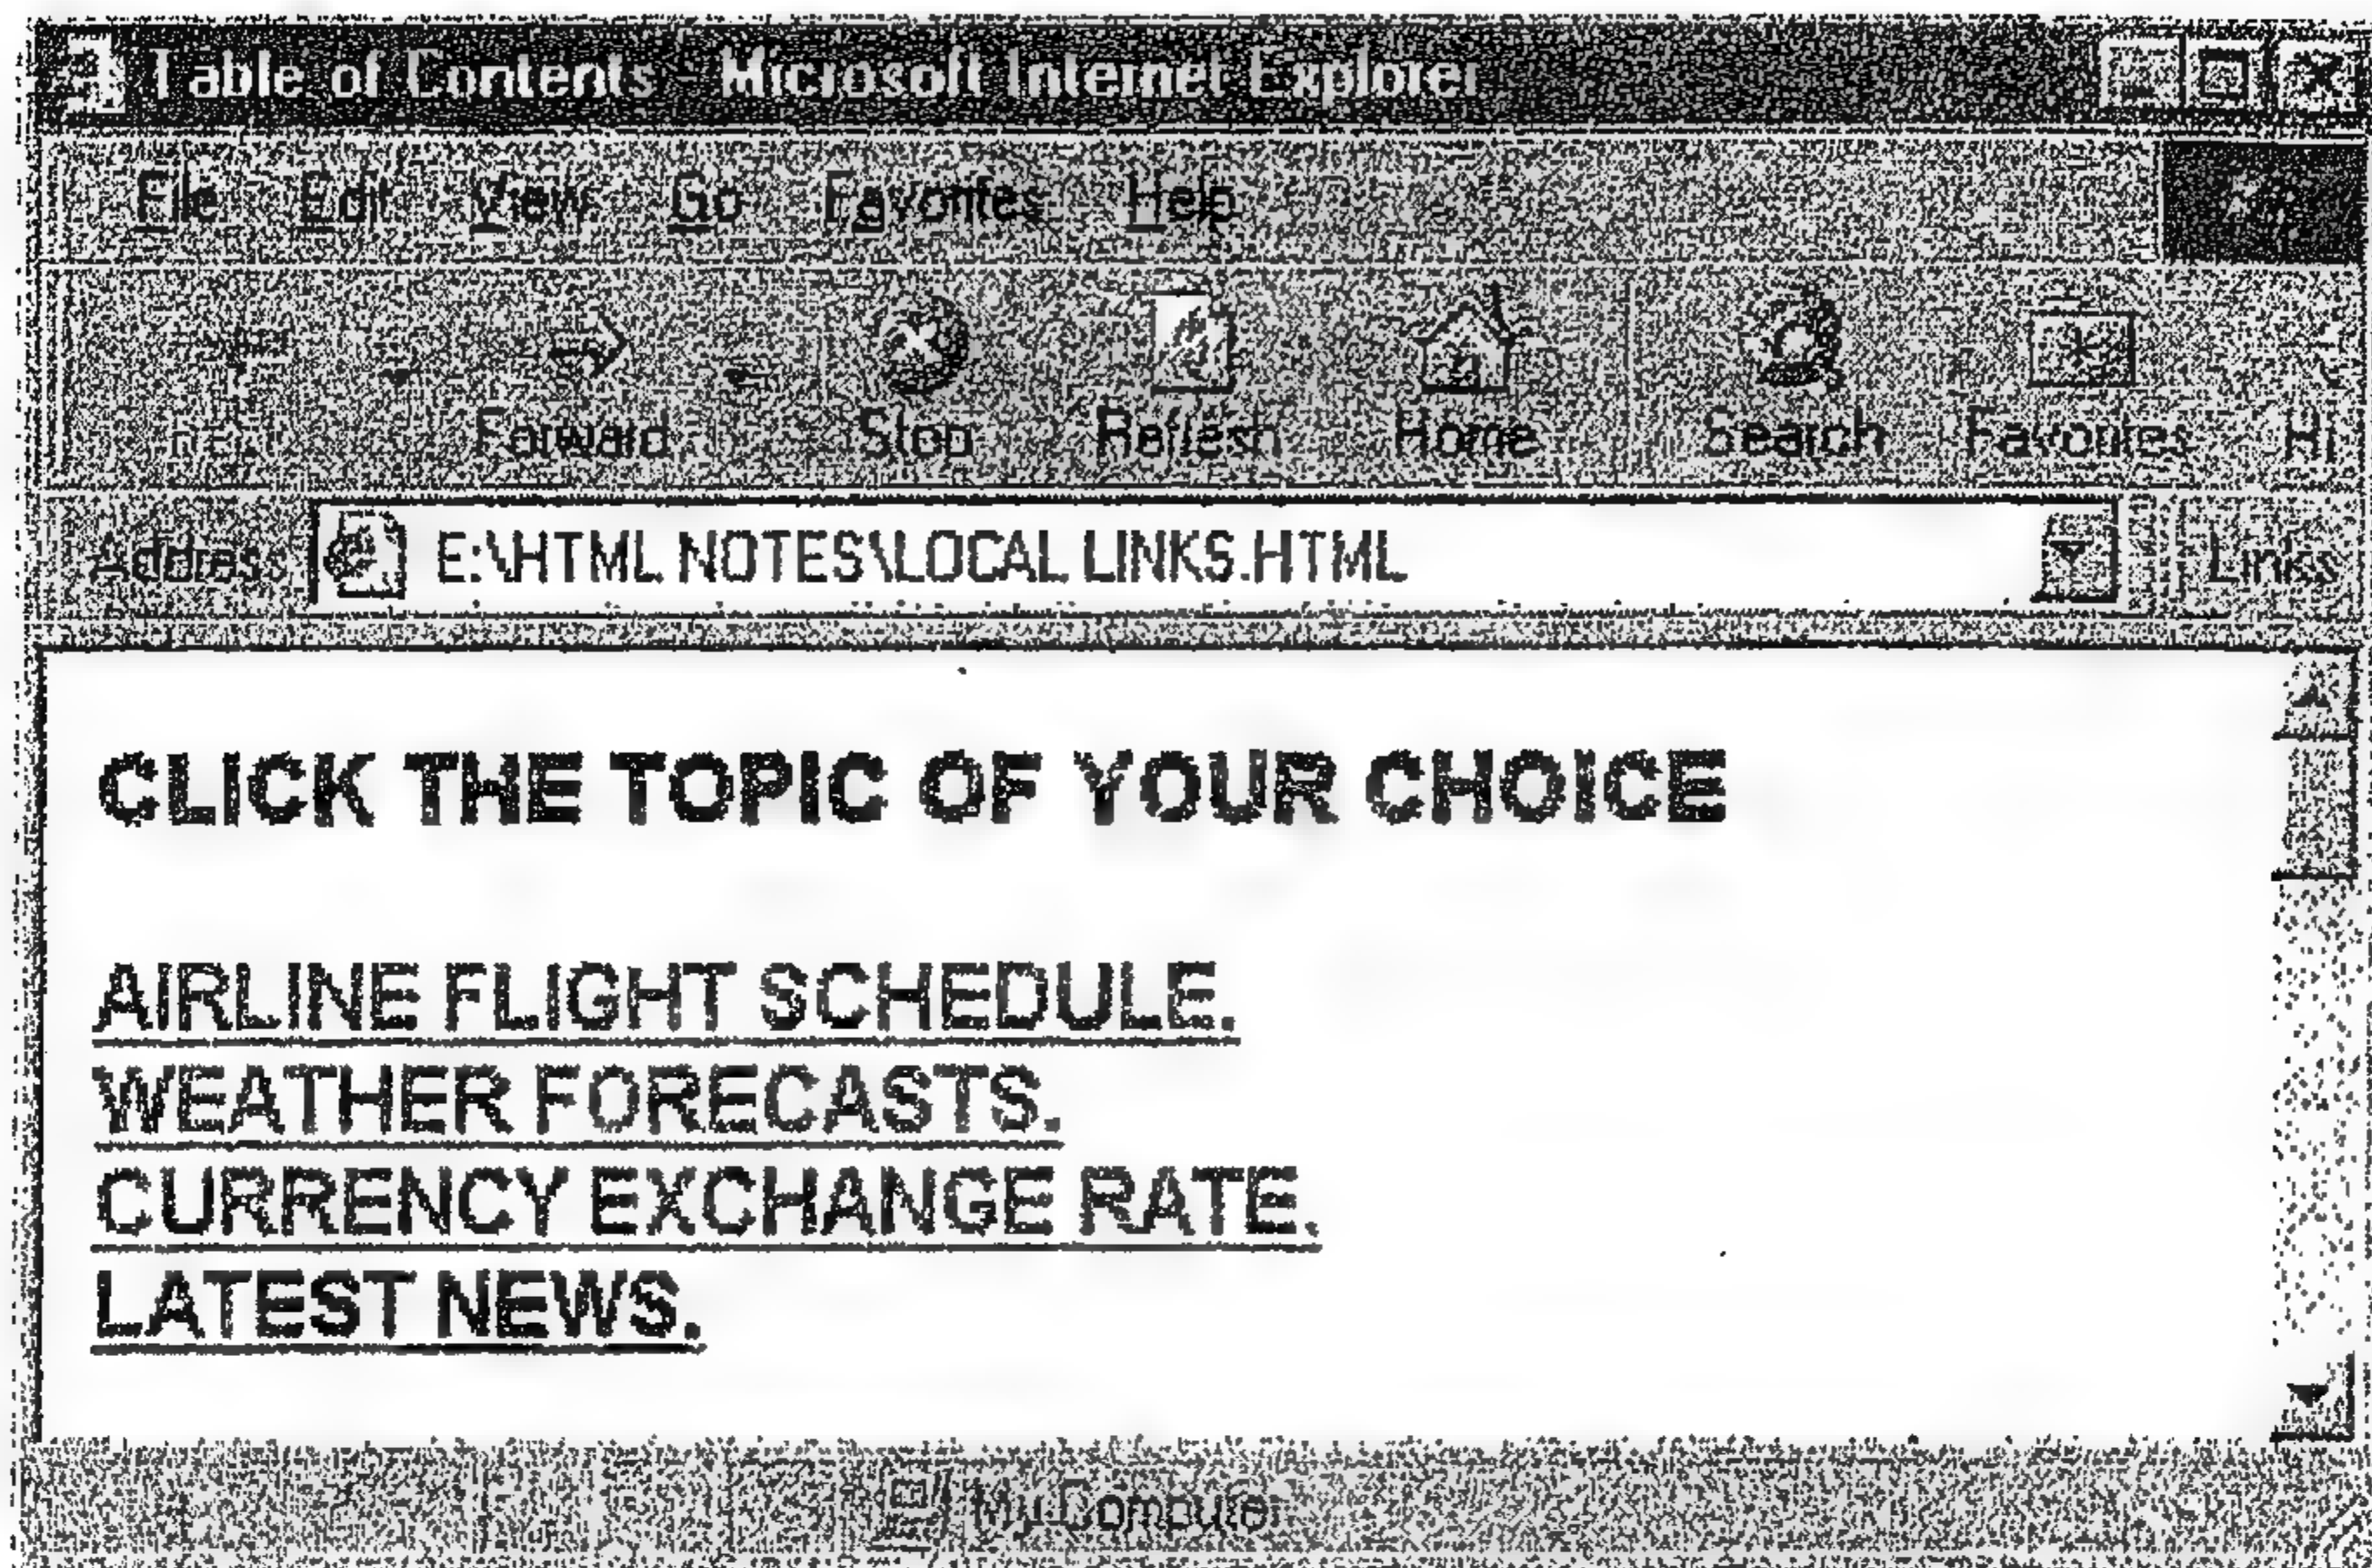 Table of Contents - Microsoft Internet Explorer
File Edit View Go Favorites Help
Forward Stop Refresh Home Search Favorites Hi
Address E:\HTML NOTES\LOCAL LINKS.HTML Links
CLICK THE TOPIC OF YOUR CHOICE
AIRLINE FLIGHT SCHEDULE.
WEATHER FORECASTS.
CURRENCY EXCHANGE RATE.
LATEST NEWS.
My Computer